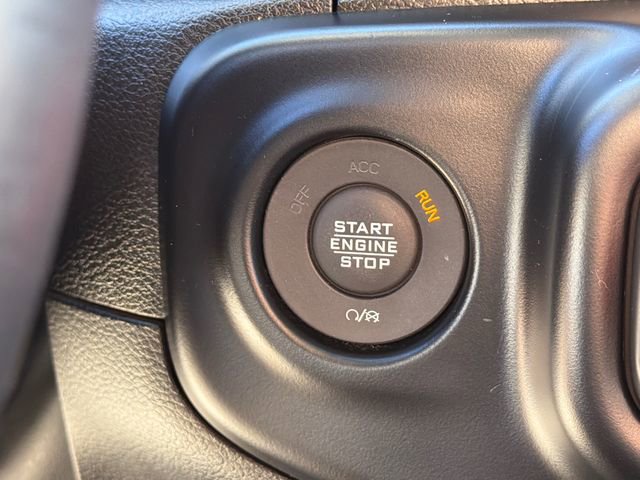 ACC
OFF
RUN
START
ENGINE
STOP